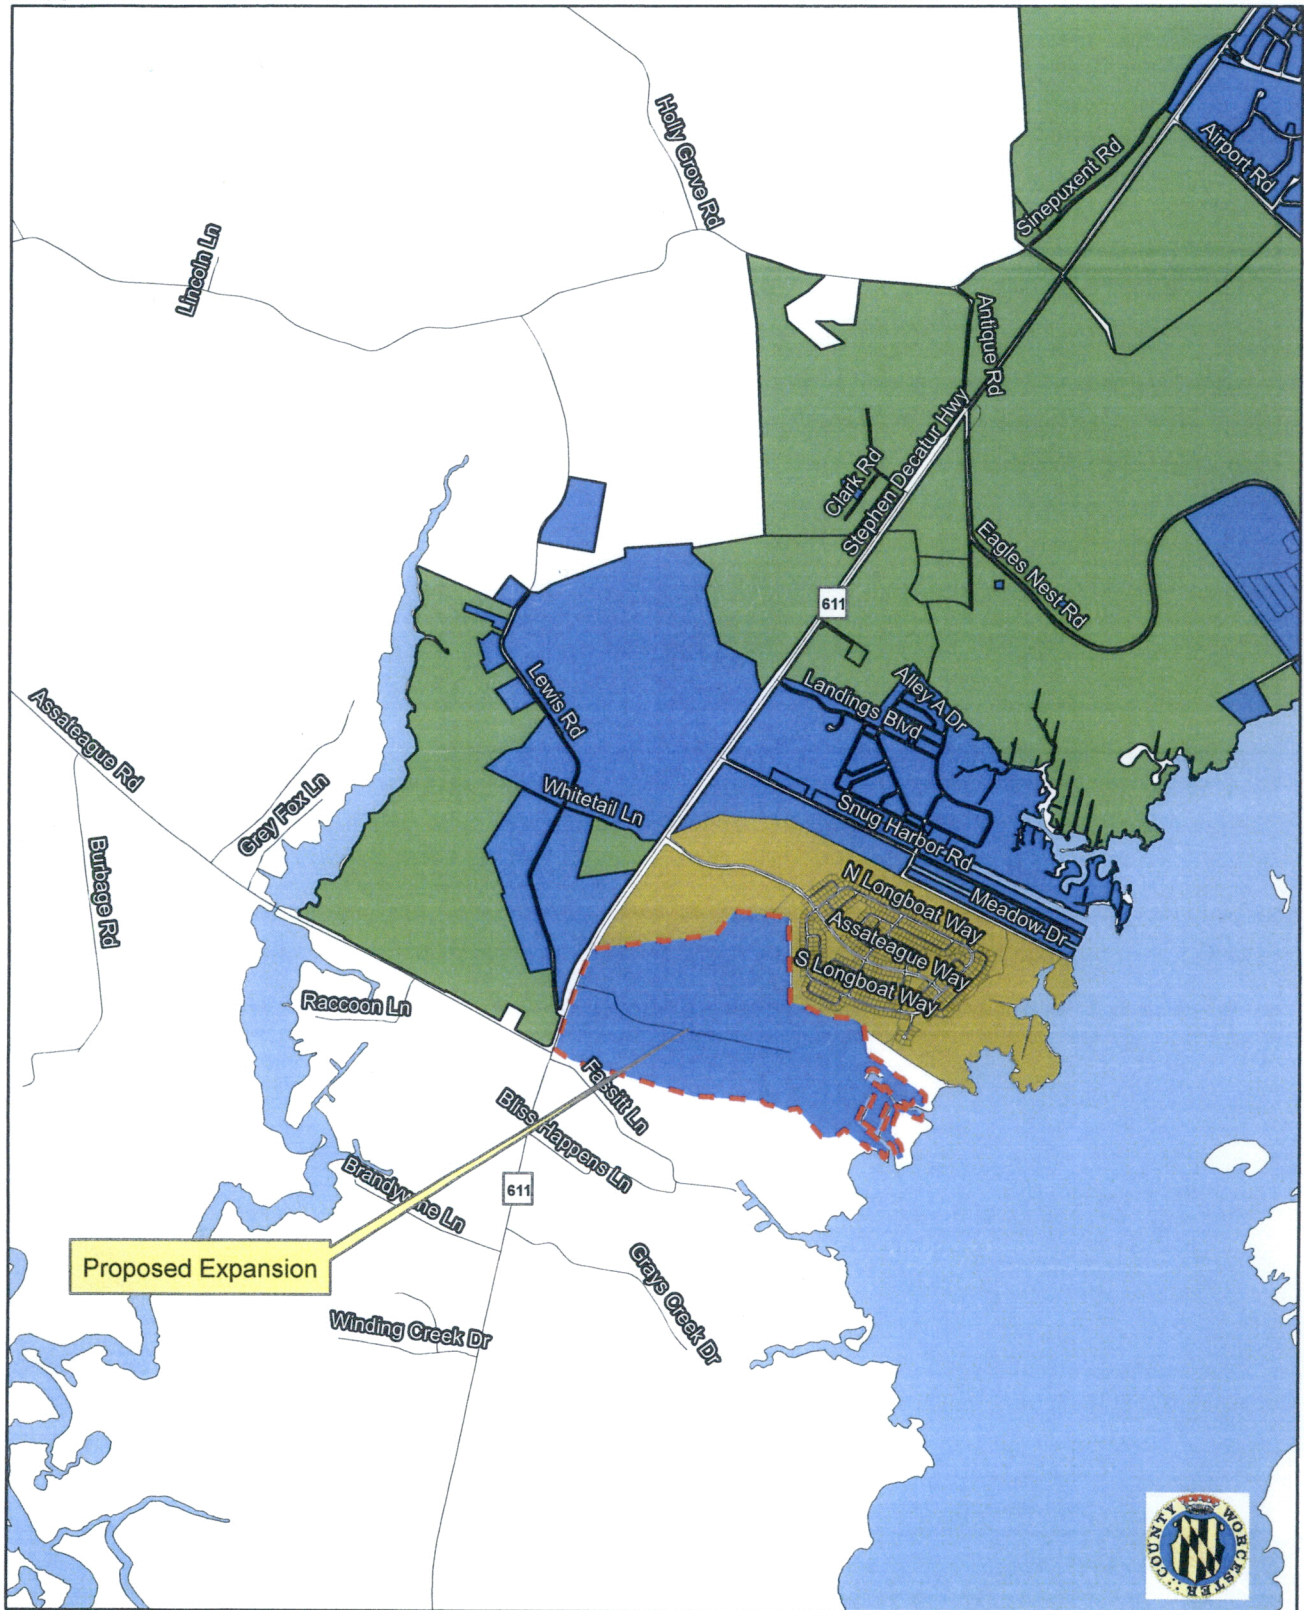 Holly Grove Rd
Airport Rd
Sinepuxent Rd
Lincoln Ln
Antique Rd
Stephen Decatur Hwy
Clark Rd
Eagles Nest Rd
611
Lewis Rd
Alley A Dr
Landings Blvd
Assateague Rd
Whitetail Ln
Grey Fox Ln
Snug Harbor Rd
Burbage Rd
N Longboat Way
Meadow Dr
Assateague Way
S Longboat Way
Raccoon Ln
Fassitt Ln
Bliss Happens Ln
611
Brandywine Ln
Proposed Expansion
Grays Creek Dr
Winding Creek Dr
COUNTY WORCESTER